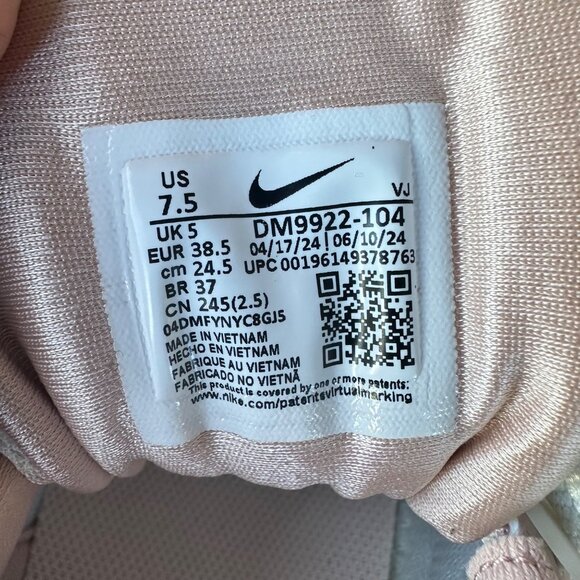 US
7.5
VJ
UK 5
DM9922-104
EUR 38.5
04/17/24 | 06/10/24
cm 24.5
UPC 00196149378763
BR 37
CN 245(2.5)
04DMFYNYC8GJ5
MADE IN VIETNAM
HECHO EN VIETNAM
FABRIQUE AU VIETNAM
FABRICADO NO VIETNÃ
This product is covered by one or more patents:
www.nike.com/patentsvirtualmarking